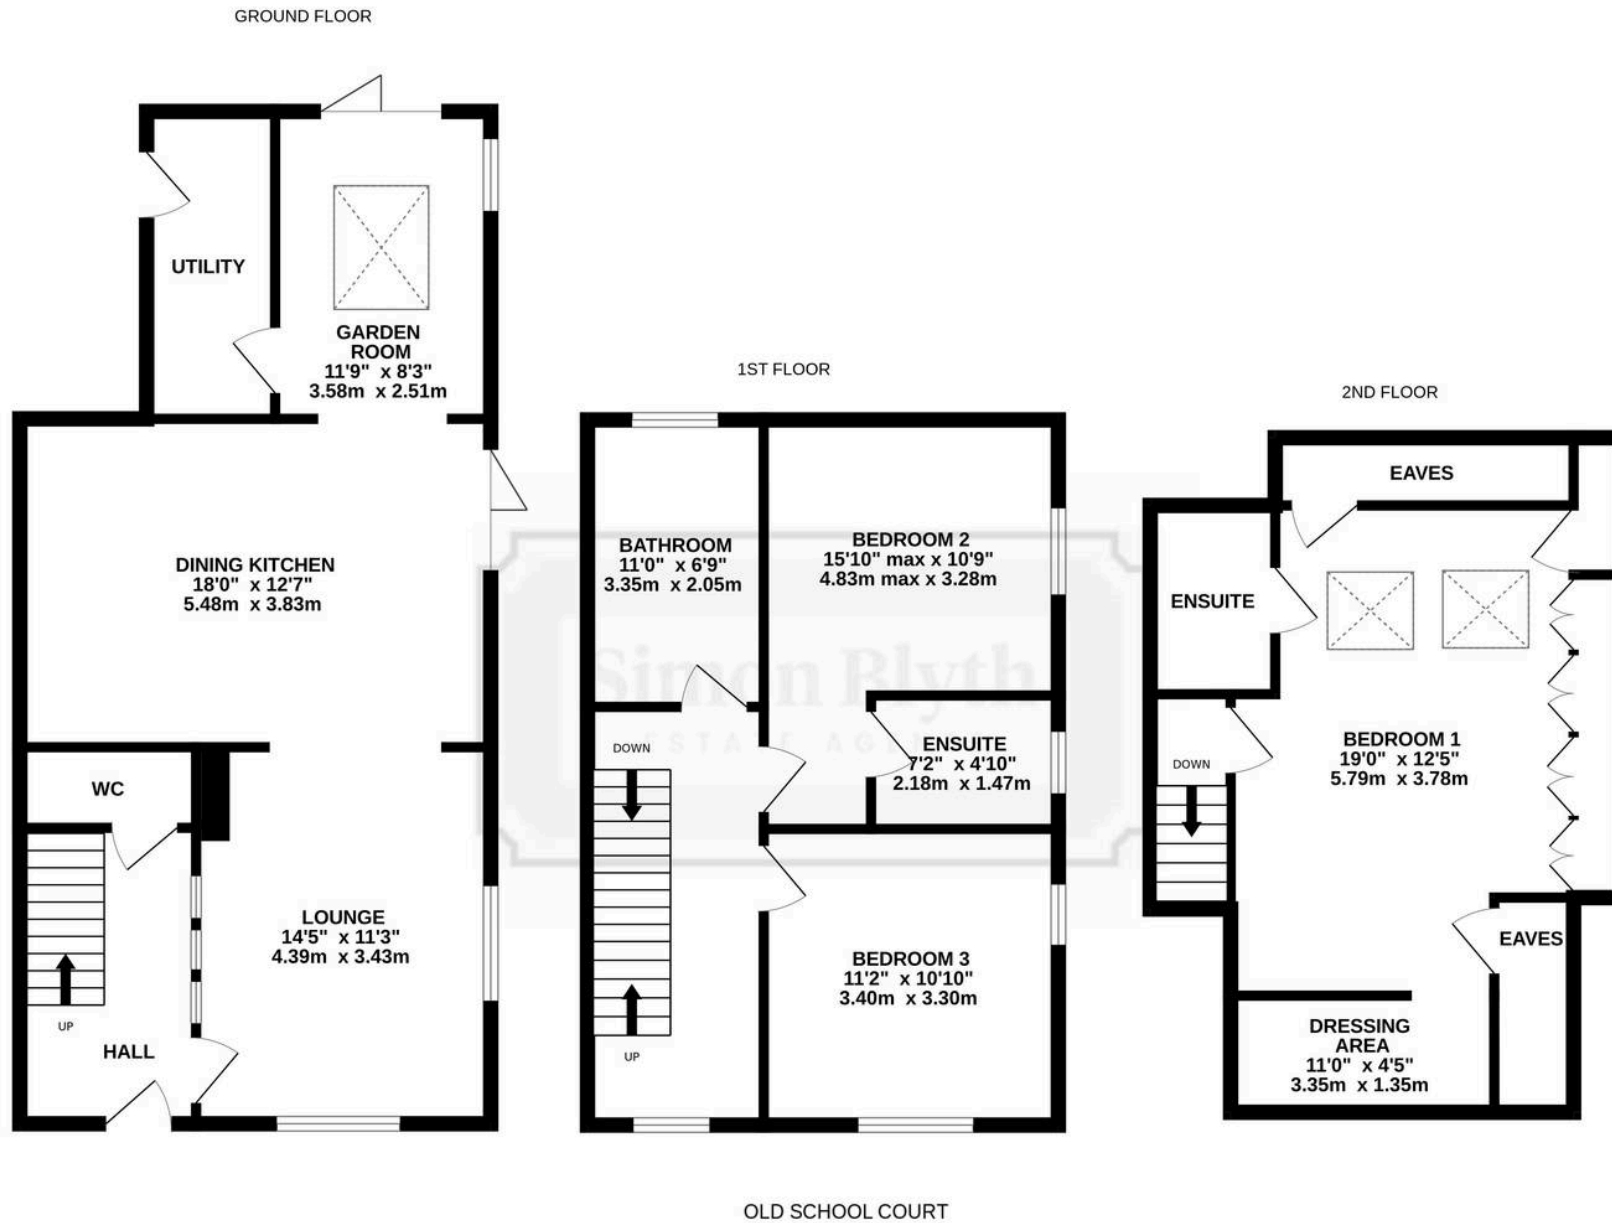 GROUND FLOOR
UTILITY
GARDEN
ROOM
11'9" x 8'3"
3.58m x 2.51m
DINING KITCHEN
18'0" x 12'7"
5.48m x 3.83m
WC
LOUNGE
14'5" x 11'3"
4.39m x 3.43m
UP
HALL
1ST FLOOR
BATHROOM
11'0" x 6'9"
3.35m x 2.05m
BEDROOM 2
15'10" max x 10'9"
4.83m max x 3.28m
Simon Blyth
ESTATE AGENTS
DOWN
ENSUITE
7'2" x 4'10"
2.18m x 1.47m
BEDROOM 3
11'2" x 10'10"
3.40m x 3.30m
UP
2ND FLOOR
EAVES
ENSUITE
BEDROOM 1
19'0" x 12'5"
5.79m x 3.78m
DOWN
EAVES
DRESSING
AREA
11'0" x 4'5"
3.35m x 1.35m
OLD SCHOOL COURT